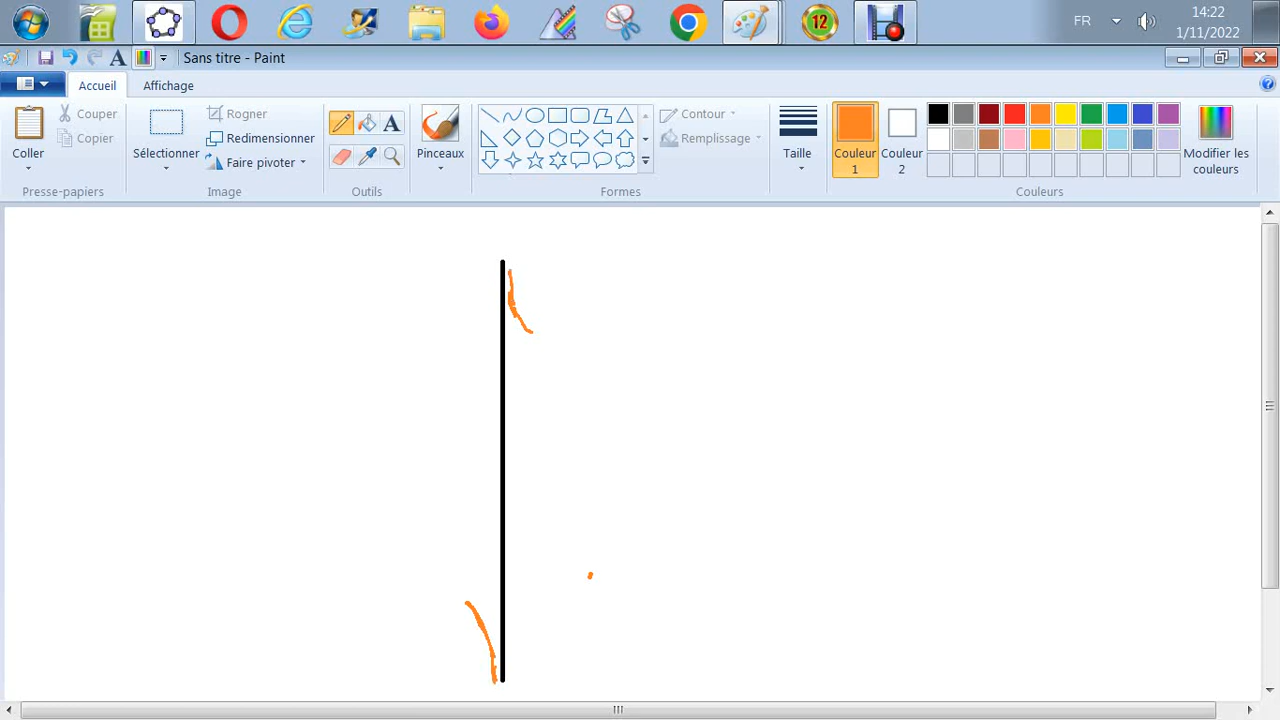 12
FR
14:22
1/11/2022
A
Sans titre - Paint
Accueil
Affichage
Coller
Couper
Copier
Presse-papiers
Sélectionner
Rogner
Redimensionner
Faire pivoter
Image
A
Outils
Pinceaux
Contour
Remplissage
Formes
Taille
Couleur
1
Couleur
2
Modifier les
couleurs
Couleurs